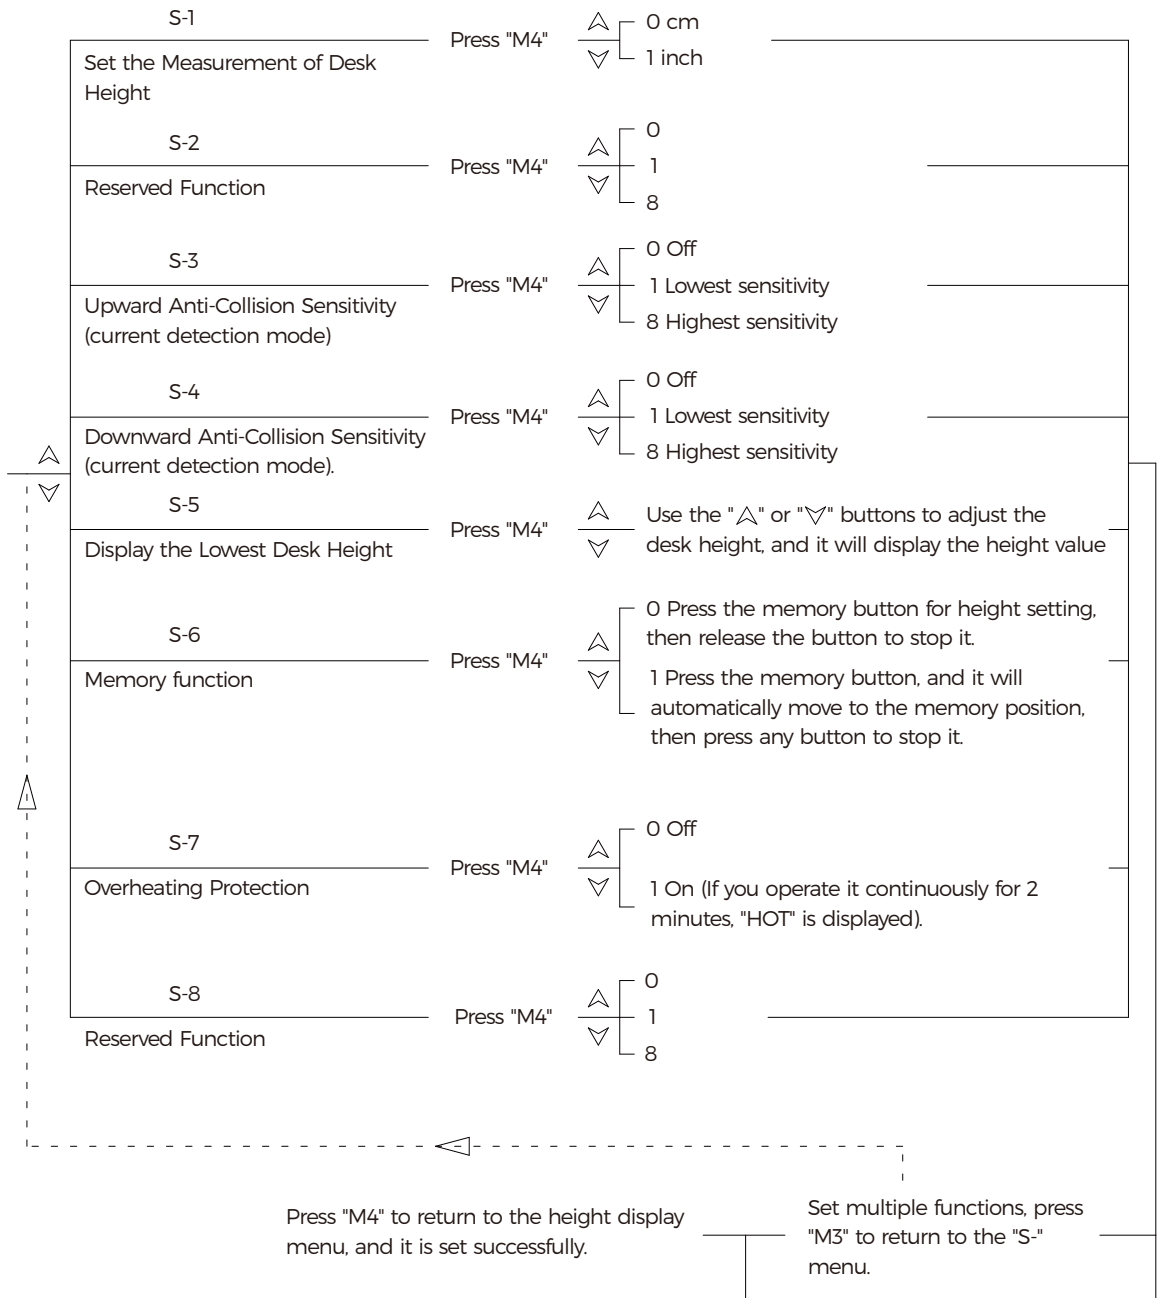 S-1
Set the Measurement of Desk
Height
Press "M4"
0 cm
1 inch
S-2
Reserved Function
Press "M4"
0
1
8
S-3
Upward Anti-Collision Sensitivity
(current detection mode)
Press "M4"
0 Off
1 Lowest sensitivity
8 Highest sensitivity
S-4
Downward Anti-Collision Sensitivity
(current detection mode).
Press "M4"
0 Off
1 Lowest sensitivity
8 Highest sensitivity
S-5
Display the Lowest Desk Height
Press "M4"
Use the "⮝" or "⮟" buttons to adjust the
desk height, and it will display the height value
S-6
Memory function
Press "M4"
0 Press the memory button for height setting,
then release the button to stop it.
1 Press the memory button, and it will
automatically move to the memory position,
then press any button to stop it.
S-7
Overheating Protection
Press "M4"
0 Off
1 On (If you operate it continuously for 2
minutes, "HOT" is displayed).
S-8
Reserved Function
Press "M4"
0
1
8
Press "M4" to return to the height display
menu, and it is set successfully.
Set multiple functions, press
"M3" to return to the "S-"
menu.